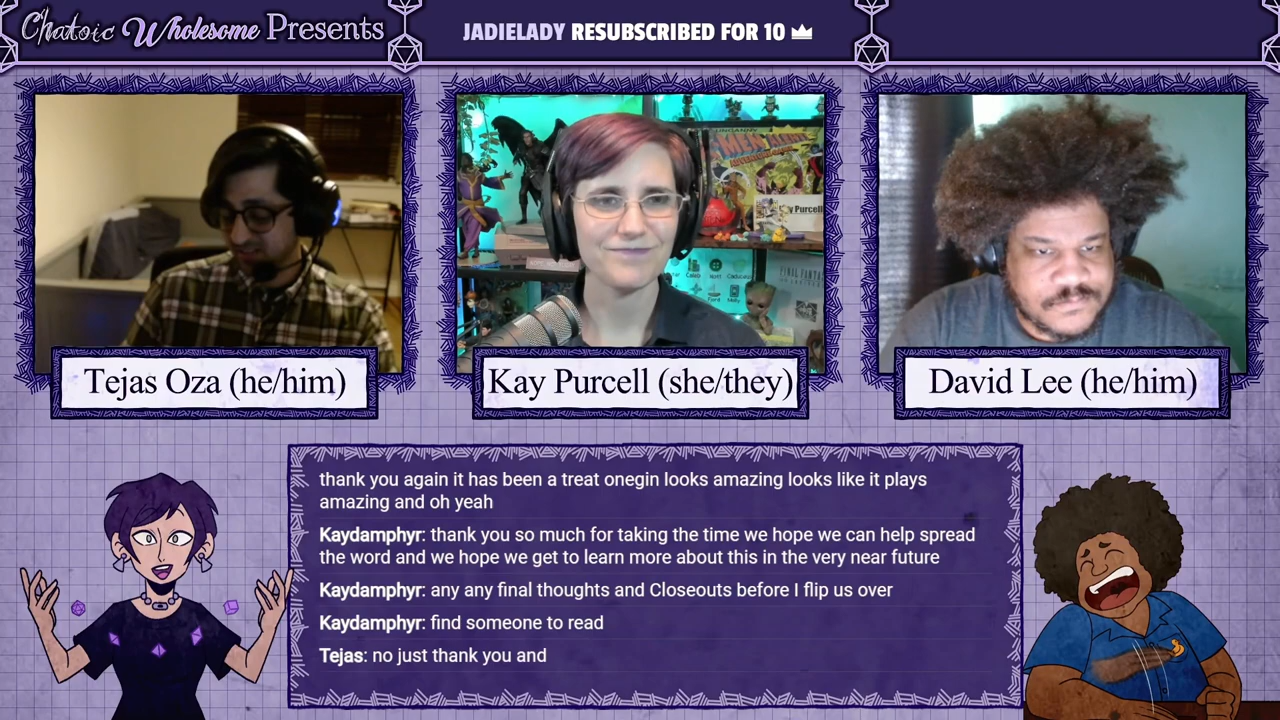 Chatoic Wholesome Presents
JADIELADY RESUBSCRIBED FOR 10
Tejas Oza (he/him)
Kay Purcell (she/they)
David Lee (he/him)
thank you again it has been a treat onegin looks amazing looks like it plays
amazing and oh yeah
Kaydamphyr: thank you so much for taking the time we hope we can help spread
the word and we hope we get to learn more about this in the very near future
Kaydamphyr: any any final thoughts and Closeouts before I flip us over
Kaydamphyr: find someone to read
Tejas: no just thank you and